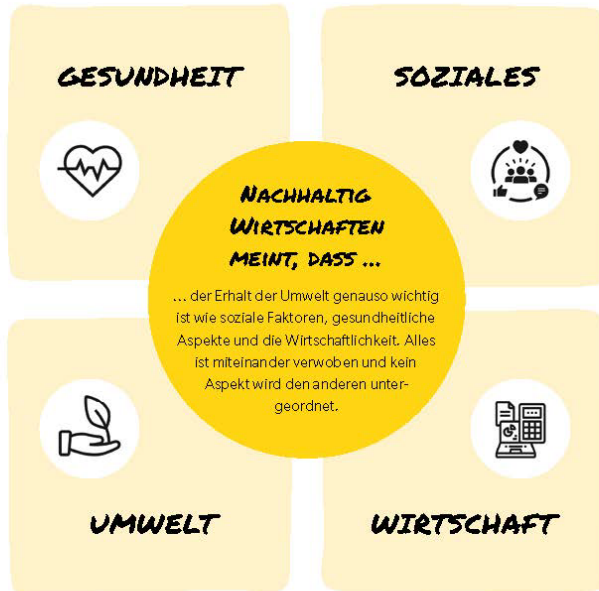 GESUNDHEIT
SOZIALES
NACHHALTIG
WIRTSCHAFTEN
MEINT, DASS ...
... der Erhalt der Umwelt genauso wichtig
ist wie soziale Faktoren, gesundheitliche
Aspekte und die Wirtschaftlichkeit. Alles
ist miteinander verwoben und kein
Aspekt wird den anderen unter-
geordnet.
UMWELT
WIRTSCHAFT